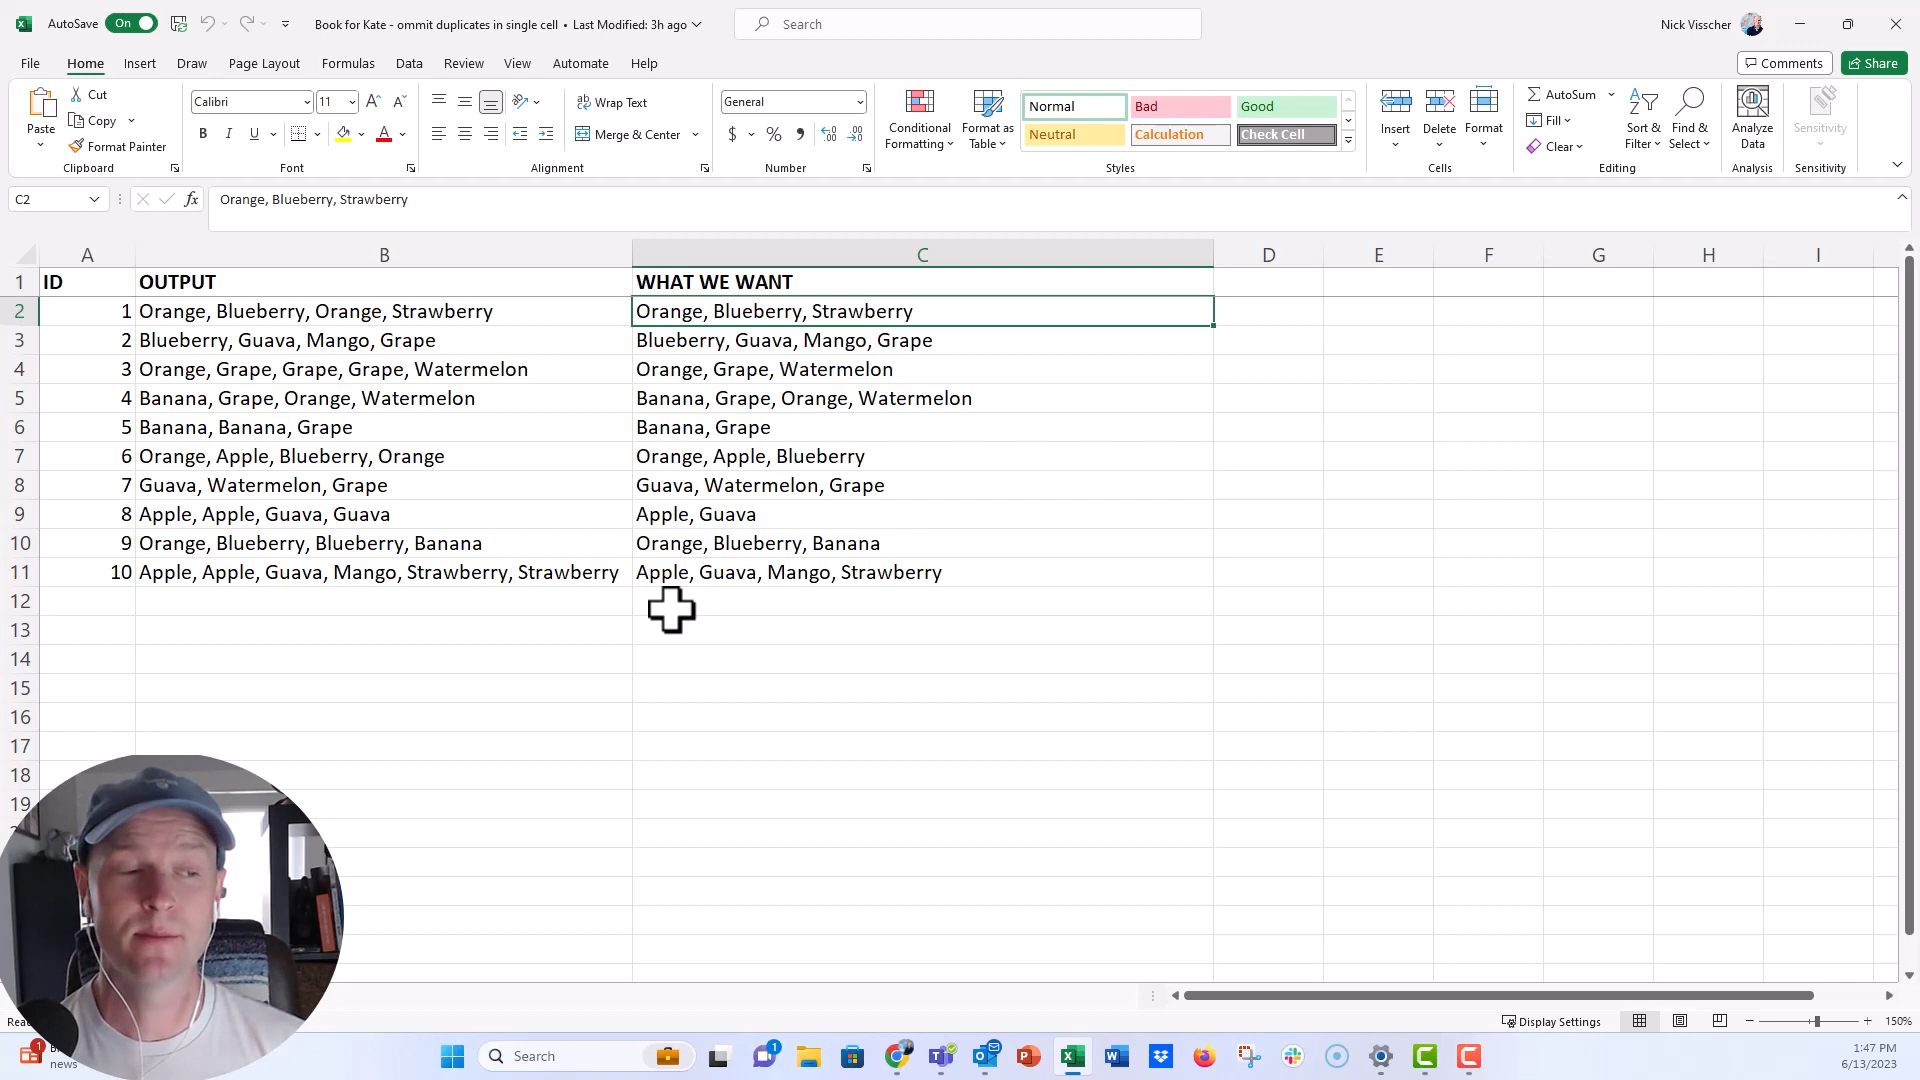 AutoSave On Book for Kate - ommit duplicates in single cell • Last Modified: 3h ago Search Nick Visscher
File Home Insert Draw Page Layout Formulas Data Review View Automate Help Comments Share
Paste Cut Copy Format Painter Clipboard
Calibri 11 B I U A Font
Wrap Text Merge & Center Alignment
General $ % , Number
Conditional Formatting Format as Table Normal Bad Good Neutral Calculation Check Cell Styles
Insert Delete Format Cells
AutoSum Fill Clear Sort & Filter Find & Select Editing
Analyze Data Analysis
Sensitivity Sensitivity
C2 fx Orange, Blueberry, Strawberry
A B C D E F G H I
1 ID OUTPUT WHAT WE WANT
2 1 Orange, Blueberry, Orange, Strawberry Orange, Blueberry, Strawberry
3 2 Blueberry, Guava, Mango, Grape Blueberry, Guava, Mango, Grape
4 3 Orange, Grape, Grape, Grape, Watermelon Orange, Grape, Watermelon
5 4 Banana, Grape, Orange, Watermelon Banana, Grape, Orange, Watermelon
6 5 Banana, Banana, Grape Banana, Grape
7 6 Orange, Apple, Blueberry, Orange Orange, Apple, Blueberry
8 7 Guava, Watermelon, Grape Guava, Watermelon, Grape
9 8 Apple, Apple, Guava, Guava Apple, Guava
10 9 Orange, Blueberry, Blueberry, Banana Orange, Blueberry, Banana
11 10 Apple, Apple, Guava, Mango, Strawberry, Strawberry Apple, Guava, Mango, Strawberry
12
13
14
15
16
17
18
19
Display Settings 150%
1 news Search 1 1:47 PM
6/13/2023